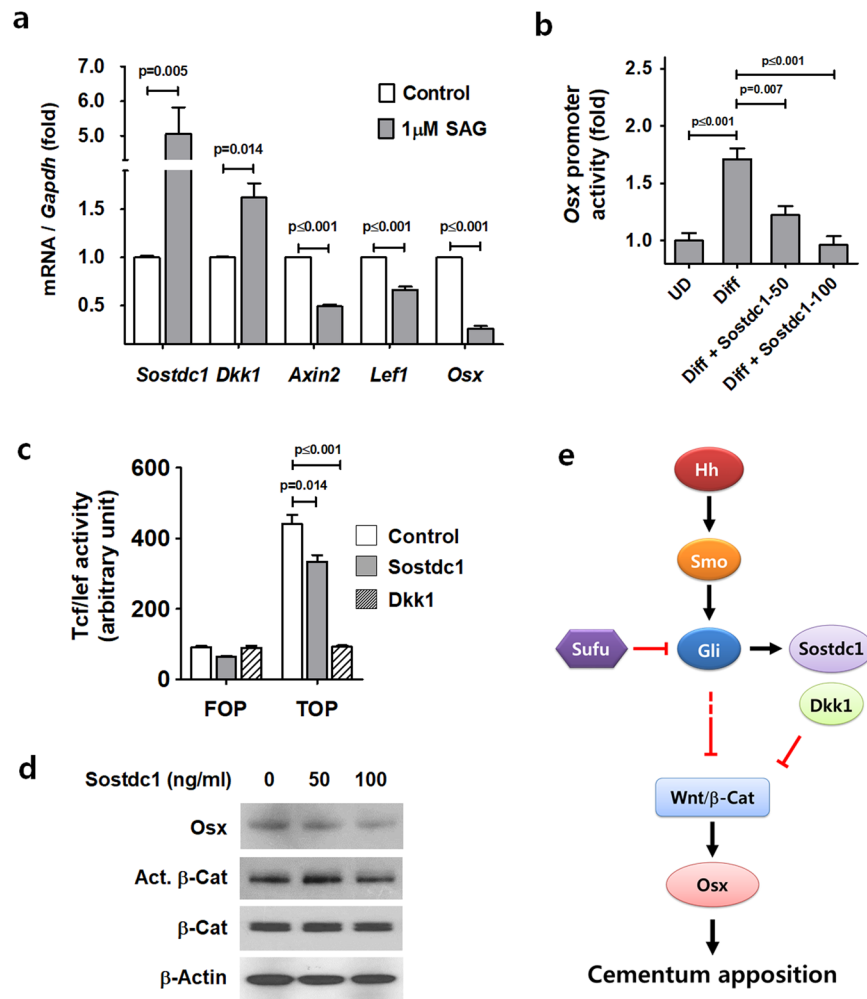 a
7.0
6.0
5.0
1.5
1.0
0.5
mRNA / Gapdh (fold)
p=0.005
p=0.014
p≤0.001
p≤0.001
p≤0.001
Control
1μM SAG
Sostdc1 Dkk1 Axin2 Lef1 Osx
b
2.5
2.0
1.5
1.0
Osx promoter
activity (fold)
p≤0.001
p≤0.001
p=0.007
UD
Diff
Diff + Sostdc1-50
Diff + Sostdc1-100
c
600
400
200
0
Tcf/lef activity
(arbitrary unit)
p≤0.001
p=0.014
Control
Sostdc1
Dkk1
FOP TOP
d
Sostdc1 (ng/ml) 0 50 100
Osx
Act. β-Cat
β-Cat
β-Actin
e
Hh
Smo
Sufu
Gli
Sostdc1
Dkk1
Wnt/β-Cat
Osx
Cementum apposition